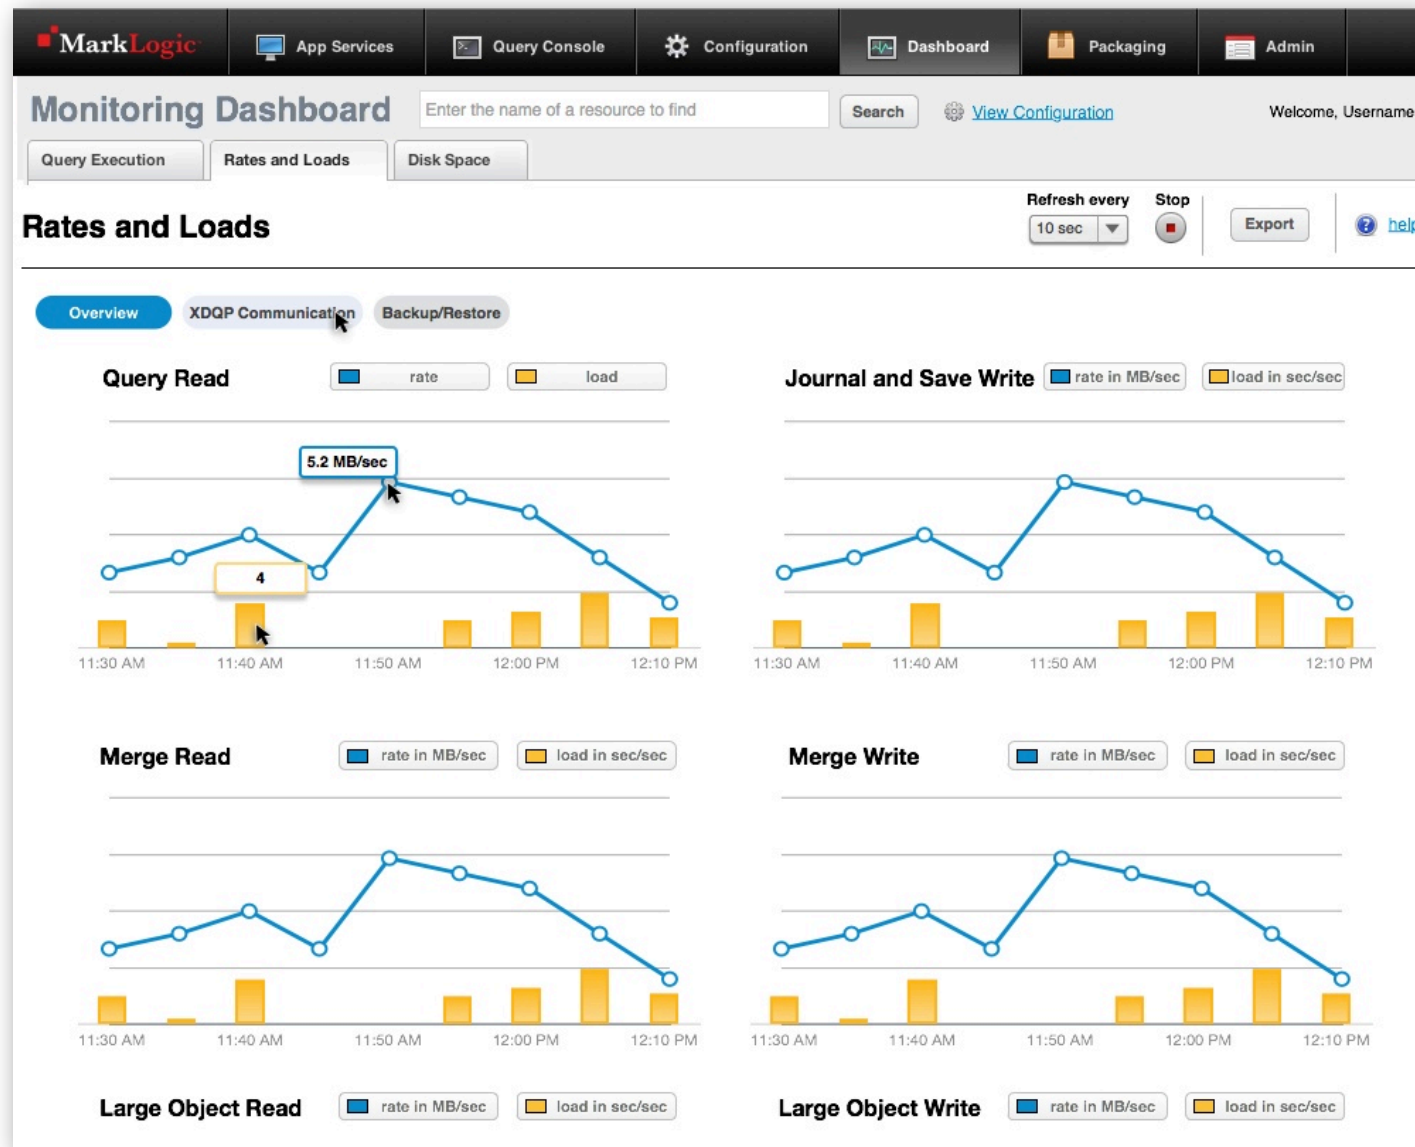 MarkLogic App Services Query Console Configuration Dashboard Packaging Admin
Monitoring Dashboard Enter the name of a resource to find Search View Configuration Welcome, Username
Query Execution Rates and Loads Disk Space
Rates and Loads
Refresh every Stop
10 sec Export ? help
Overview XDQP Communication Backup/Restore
Query Read rate load
5.2 MB/sec
4
11:30 AM 11:40 AM 11:50 AM 12:00 PM 12:10 PM
Journal and Save Write rate in MB/sec load in sec/sec
11:30 AM 11:40 AM 11:50 AM 12:00 PM 12:10 PM
Merge Read rate in MB/sec load in sec/sec
11:30 AM 11:40 AM 11:50 AM 12:00 PM 12:10 PM
Merge Write rate in MB/sec load in sec/sec
11:30 AM 11:40 AM 11:50 AM 12:00 PM 12:10 PM
Large Object Read rate in MB/sec load in sec/sec
Large Object Write rate in MB/sec load in sec/sec